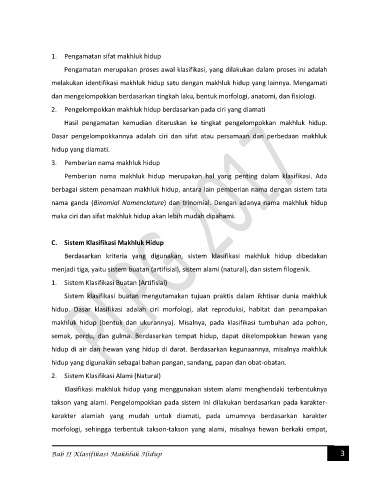 1. Pengamatan sifat makhluk hidup
Pengamatan merupakan proses awal klasifikasi, yang dilakukan dalam proses ini adalah
melakukan identifikasi makhluk hidup satu dengan makhluk hidup yang lainnya. Mengamati
dan mengelompokkan berdasarkan tingkah laku, bentuk morfologi, anatomi, dan fisiologi.
2. Pengelompokkan makhluk hidup berdasarkan pada ciri yang diamati
Hasil pengamatan kemudian diteruskan ke tingkat pengelompokkan makhluk hidup.
Dasar pengelompokkannya adalah ciri dan sifat atau persamaan dan perbedaan makhluk
hidup yang diamati.
3. Pemberian nama makhluk hidup
Pemberian nama makhluk hidup merupakan hal yang penting dalam klasifikasi. Ada
berbagai sistem penamaan makhluk hidup, antara lain pemberian nama dengan sistem tata
nama ganda (Binomial Nomenclature) dan trinomial. Dengan adanya nama makhluk hidup
maka ciri dan sifat makhluk hidup akan lebih mudah dipahami.
C. Sistem Klasifikasi Makhluk Hidup
Berdasarkan kriteria yang digunakan, sistem klasifikasi makhluk hidup dibedakan
menjadi tiga, yaitu sistem buatan (artifisial), sistem alami (natural), dan sistem filogenik.
1. Sistem Klasifikasi Buatan (Artifisial)
Sistem klasifikasi buatan mengutamakan tujuan praktis dalam ikhtisar dunia makhluk
hidup. Dasar klasifikasi adalah ciri morfologi, alat reproduksi, habitat dan penampakan
makhluk hidup (bentuk dan ukurannya). Misalnya, pada klasifikasi tumbuhan ada pohon,
semak, perdu, dan gulma. Berdasarkan tempat hidup, dapat dikelompokkan hewan yang
hidup di air dan hewan yang hidup di darat. Berdasarkan kegunaannya, misalnya makhluk
hidup yang digunakan sebagai bahan pangan, sandang, papan dan obat-obatan.
2. Sistem Klasifikasi Alami (Natural)
Klasifikasi makhluk hidup yang menggunakan sistem alami menghendaki terbentuknya
takson yang alami. Pengelompokkan pada sistem ini dilakukan berdasarkan pada karakter-
karakter alamiah yang mudah untuk diamati, pada umumnya berdasarkan karakter
morfologi, sehingga terbentuk takson-takson yang alami, misalnya hewan berkaki empat,
Bab II Klasifikasi Makhluk Hidup 3
PLPG 2017